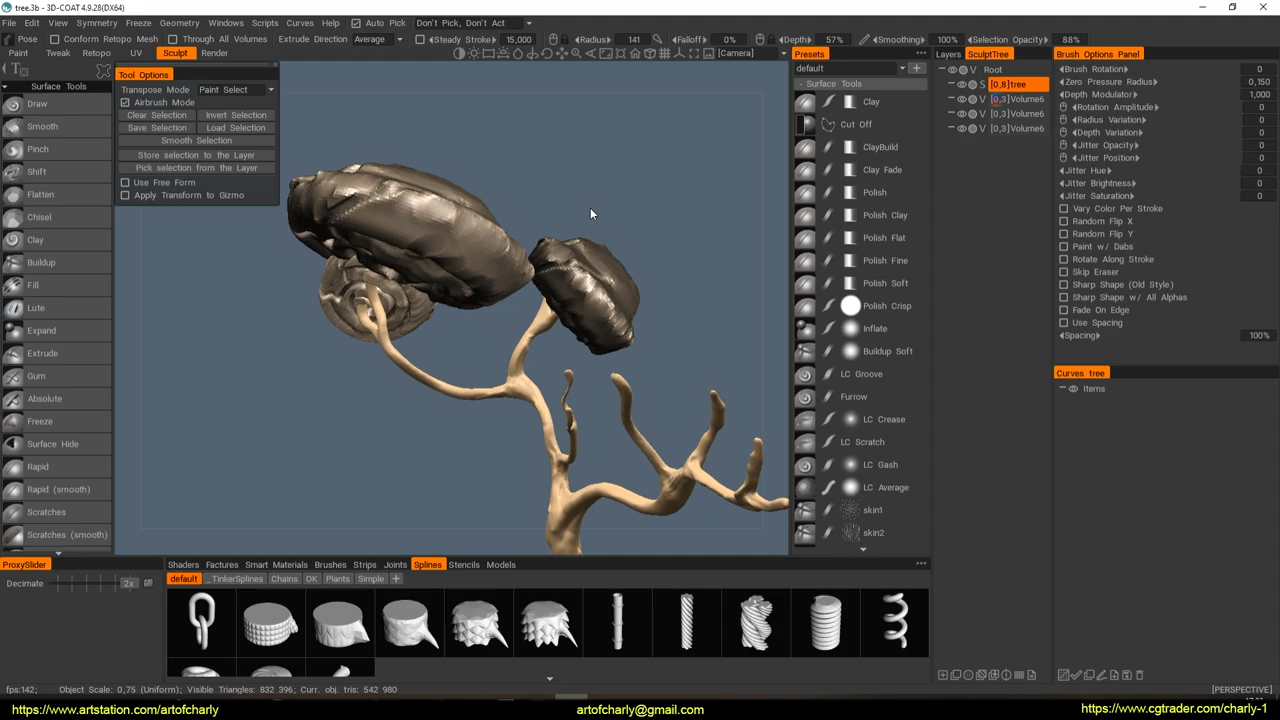 tree.3b - 3D-COAT 4.9.28(DX64)
File Edit View Symmetry Freeze Geometry Windows Scripts Curves Help Auto Pick Don't Pick, Don't Act
Pose Conform Retopo Mesh Through All Volumes Extrude Direction Average Steady Stroke 15,000 Radius 141 Falloff 0% Depth 57% Smoothing 100% Selection Opacity 88%
Paint Tweak Retopo UV Sculpt Render [Camera]
Tool Options
Transpose Mode Paint Select
Airbrush Mode
Clear Selection Invert Selection
Save Selection Load Selection
Smooth Selection
Store selection to the Layer
Pick selection from the Layer
Use Free Form
Apply Transform to Gizmo
Surface Tools
Draw
Smooth
Pinch
Shift
Flatten
Chisel
Clay
Buildup
Fill
Lute
Expand
Extrude
Gum
Absolute
Freeze
Surface Hide
Rapid
Rapid (smooth)
Scratches
Scratches (smooth)
Presets
default
- Surface Tools
Clay
Cut Off
ClayBuild
Clay Fade
Polish
Polish Clay
Polish Flat
Polish Fine
Polish Soft
Polish Crisp
Inflate
Buildup Soft
LC Groove
Furrow
LC Crease
LC Scratch
LC Gash
LC Average
skin1
skin2
Layers SculptTree
V Root
S [0,8]tree
V [0,3]Volume6
V [0,3]Volume6
V [0,3]Volume6
Brush Options Panel
Brush Rotation 0
Zero Pressure Radius 0,150
Depth Modulator 1,000
Rotation Amplitude 0
Radius Variation 0
Depth Variation 0
Jitter Opacity 0
Jitter Position 0
Jitter Hue 0
Jitter Brightness 0
Jitter Saturation 0
Vary Color Per Stroke
Random Flip X
Random Flip Y
Paint w/ Dabs
Rotate Along Stroke
Skip Eraser
Sharp Shape (Old Style)
Sharp Shape w/ All Alphas
Fade On Edge
Use Spacing
Spacing 100%
Curves tree
Items
ProxySlider
Decimate 2x
Shaders Factures Smart Materials Brushes Strips Joints Splines Stencils Models
default _TinkerSplines Chains OK Plants Simple +
fps:142; Object Scale: 0,75 (Uniform); Visible Triangles: 832 396; Curr. obj. tris: 542 980 [PERSPECTIVE]
https://www.artstation.com/artofcharly artofcharly@gmail.com https://www.cgtrader.com/charly-1